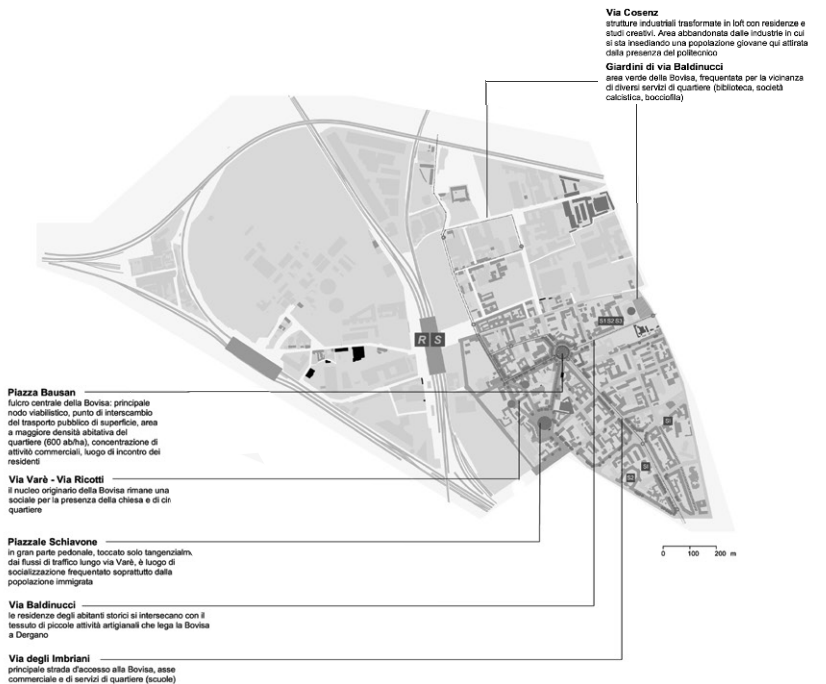 Via Cosenz
strutture industriali trasformate in loft con residenze e
studi creativi. Area abbandonata dalle industrie in cui
si sta insediando una popolazione giovane qui attirata
dalla presenza del politecnico
Giardini di via Baldinucci
area verde della Bovisa, frequentata per la vicinanza
di diversi servizi di quartiere (biblioteca, società
calcistica, bocciofila)
R S
Piazza Bausan
fulcro centrale della Bovisa: principale
nodo viabilistico, punto di interscambio
del trasporto pubblico di superficie, area
a maggiore densità abitativa del
quartiere (600 ab/ha), concentrazione di
attività commerciali, luogo di incontro dei
residenti
Via Varè - Via Ricotti
il nucleo originario della Bovisa rimane una
sociale per la presenza della chiesa e di cir
quartiere
Piazzale Schiavone
in gran parte pedonale, toccato solo tangenzialm
dai flussi di traffico lungo via Varè, è luogo di
socializzazione frequentato soprattutto dalla
popolazione immigrata
0 100 200 m
Via Baldinucci
le residenze degli abitanti storici si intersecano con il
tessuto di piccole attività artigianali che lega la Bovisa
a Dergano
Via degli Imbriani
principale strada d'accesso alla Bovisa, asse
commerciale e di servizi di quartiere (scuole)